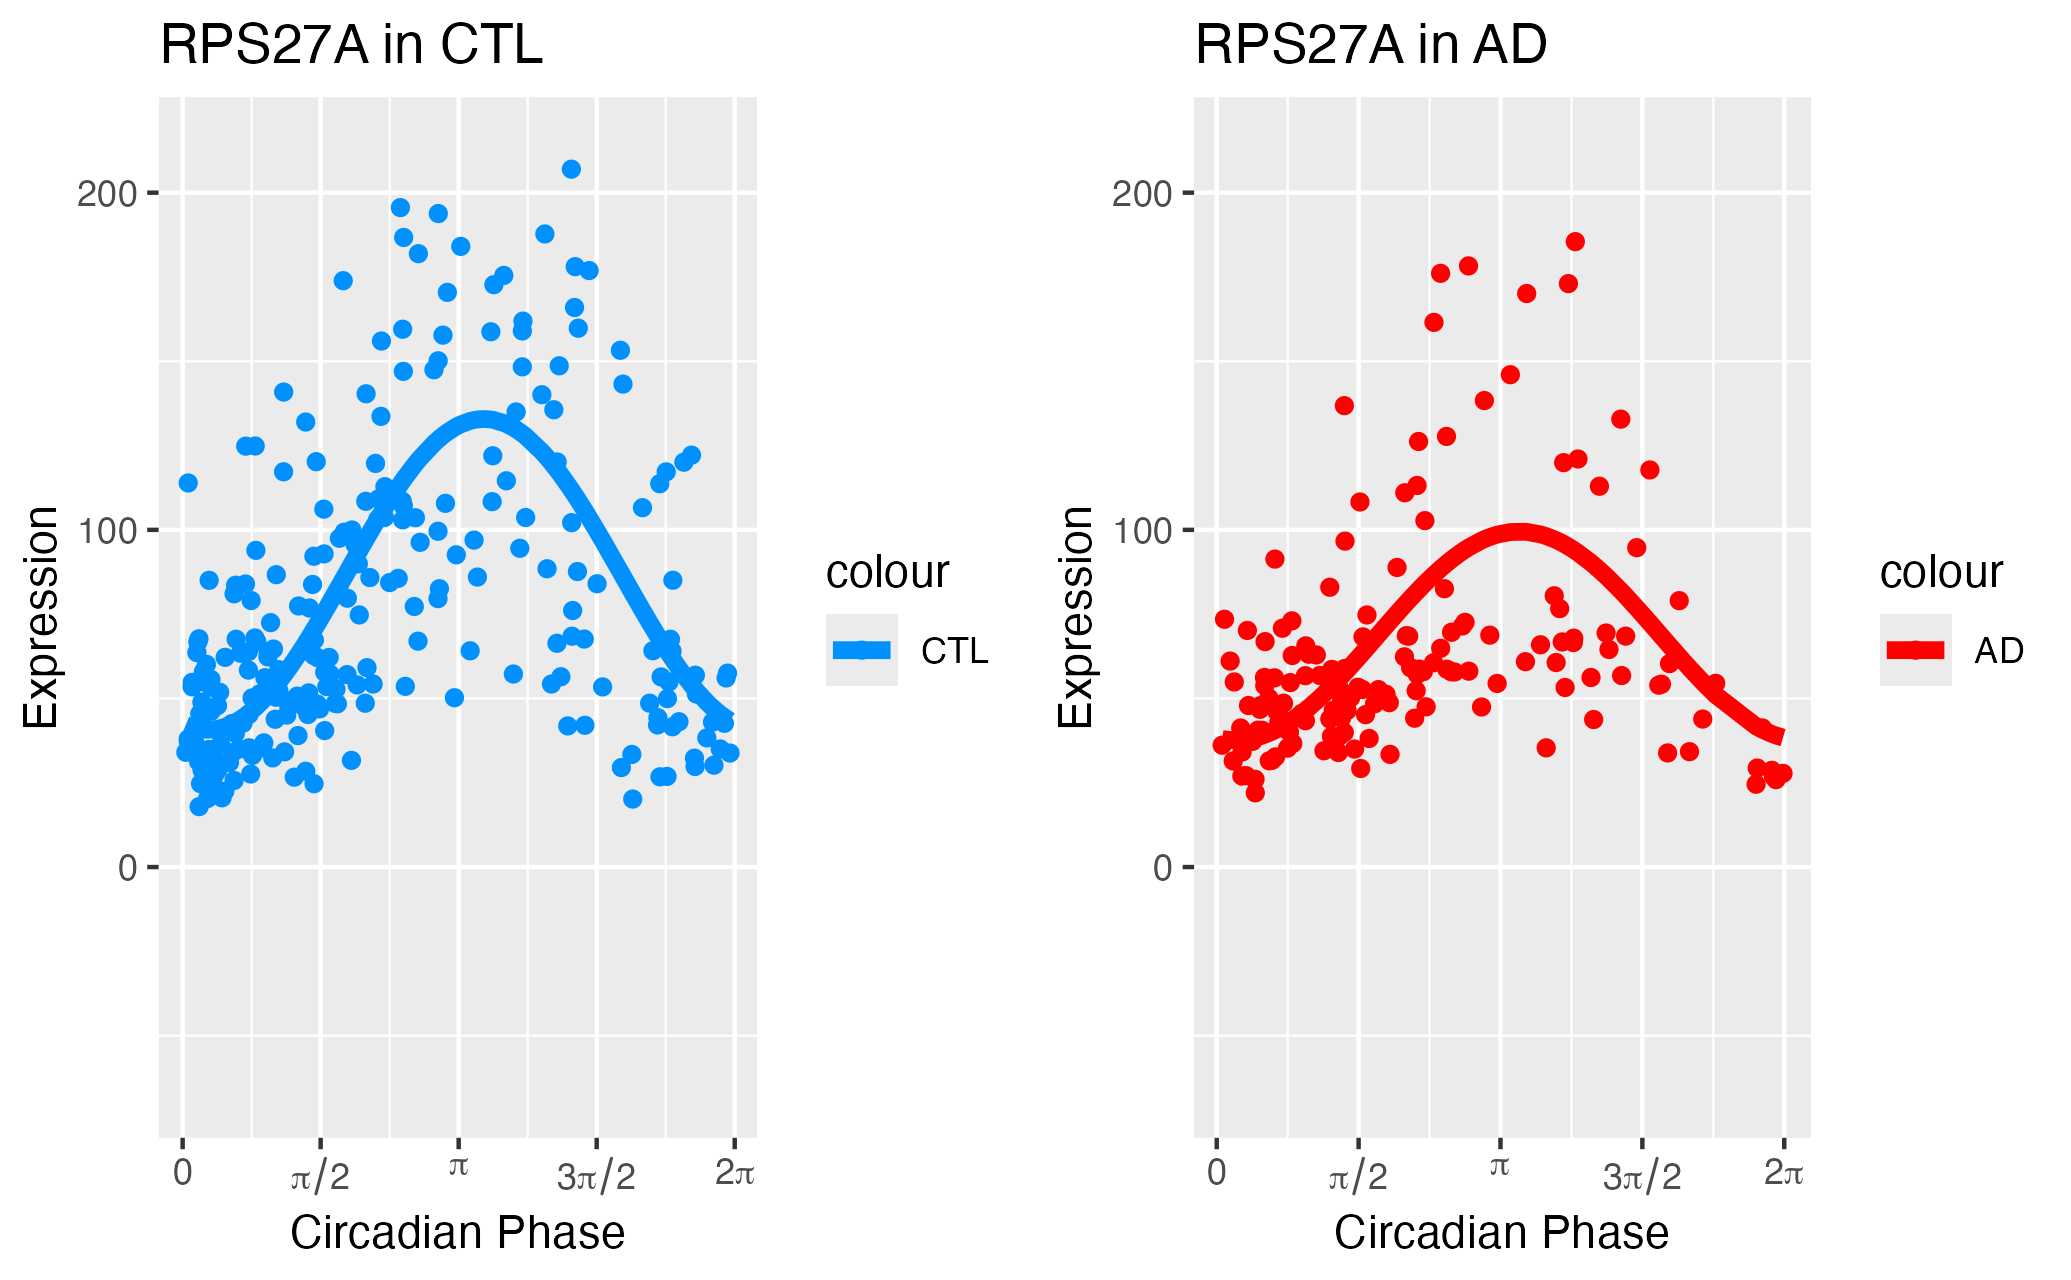 RPS27A in CTL
Expression
200
100
0
0
π/2
π
3π/2
2π
Circadian Phase
colour
CTL
RPS27A in AD
Expression
200
100
0
0
π/2
π
3π/2
2π
Circadian Phase
colour
AD